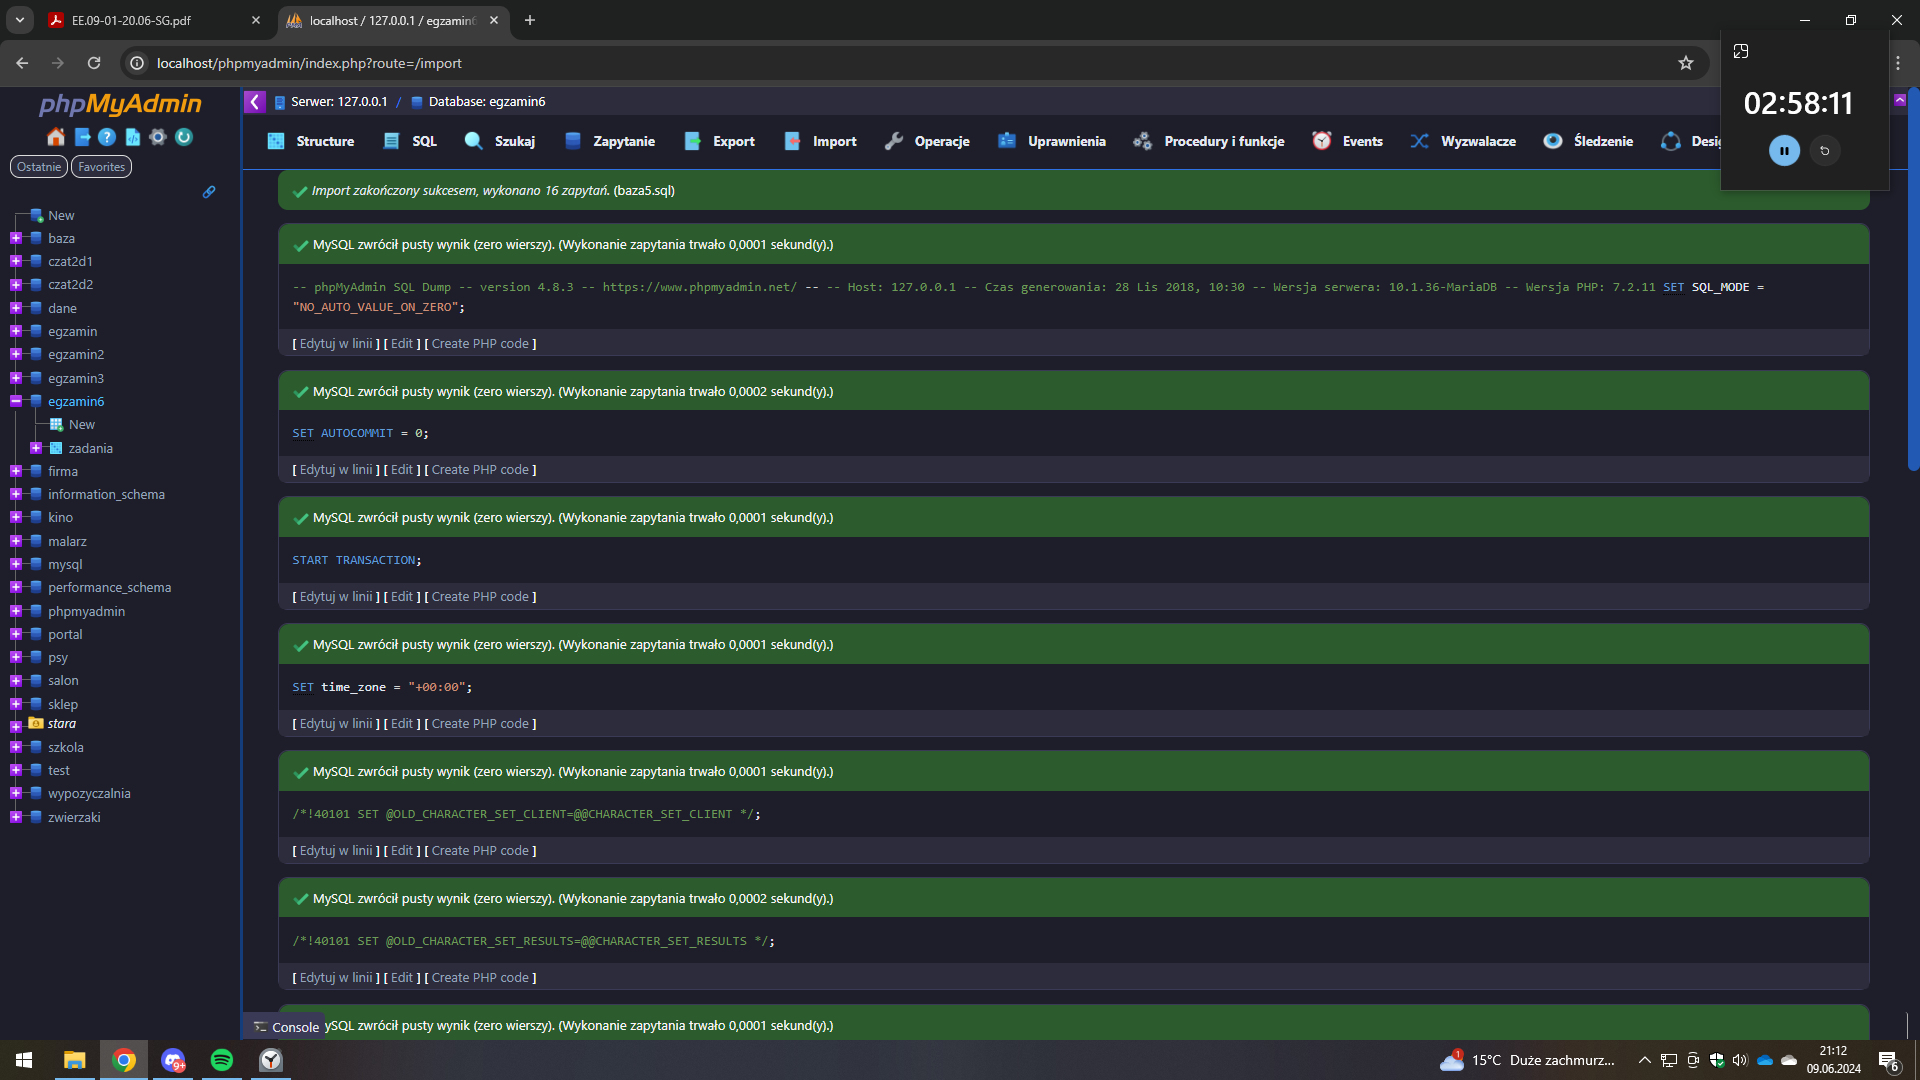 EE.09-01-20.06-SG.pdf
localhost / 127.0.0.1 / egzamin6
localhost/phpmyadmin/index.php?route=/import
02:58:11
phpMyAdmin
Ostatnie
Favorites
New
baza
czat2d1
czat2d2
dane
egzamin
egzamin2
egzamin3
egzamin6
New
zadania
firma
information_schema
kino
malarz
mysql
performance_schema
phpmyadmin
portal
psy
salon
sklep
stara
szkola
test
wypozyczalnia
zwierzaki
Serwer: 127.0.0.1 / Database: egzamin6
Structure SQL Szukaj Zapytanie Export Import Operacje Uprawnienia Procedury i funkcje Events Wyzwalacze Śledzenie Desig
Import zakończony sukcesem, wykonano 16 zapytań. (baza5.sql)
MySQL zwrócił pusty wynik (zero wierszy). (Wykonanie zapytania trwało 0,0001 sekund(y).)
-- phpMyAdmin SQL Dump -- version 4.8.3 -- https://www.phpmyadmin.net/ -- -- Host: 127.0.0.1 -- Czas generowania: 28 Lis 2018, 10:30 -- Wersja serwera: 10.1.36-MariaDB -- Wersja PHP: 7.2.11 SET SQL_MODE =
"NO_AUTO_VALUE_ON_ZERO";
[ Edytuj w linii ] [ Edit ] [ Create PHP code ]
MySQL zwrócił pusty wynik (zero wierszy). (Wykonanie zapytania trwało 0,0002 sekund(y).)
SET AUTOCOMMIT = 0;
[ Edytuj w linii ] [ Edit ] [ Create PHP code ]
MySQL zwrócił pusty wynik (zero wierszy). (Wykonanie zapytania trwało 0,0001 sekund(y).)
START TRANSACTION;
[ Edytuj w linii ] [ Edit ] [ Create PHP code ]
MySQL zwrócił pusty wynik (zero wierszy). (Wykonanie zapytania trwało 0,0001 sekund(y).)
SET time_zone = "+00:00";
[ Edytuj w linii ] [ Edit ] [ Create PHP code ]
MySQL zwrócił pusty wynik (zero wierszy). (Wykonanie zapytania trwało 0,0001 sekund(y).)
/*!40101 SET @OLD_CHARACTER_SET_CLIENT=@@CHARACTER_SET_CLIENT */;
[ Edytuj w linii ] [ Edit ] [ Create PHP code ]
MySQL zwrócił pusty wynik (zero wierszy). (Wykonanie zapytania trwało 0,0002 sekund(y).)
/*!40101 SET @OLD_CHARACTER_SET_RESULTS=@@CHARACTER_SET_RESULTS */;
[ Edytuj w linii ] [ Edit ] [ Create PHP code ]
Console
ySQL zwrócił pusty wynik (zero wierszy). (Wykonanie zapytania trwało 0,0001 sekund(y).)
9+
1
15°C Duże zachmurz...
21:12
09.06.2024
6